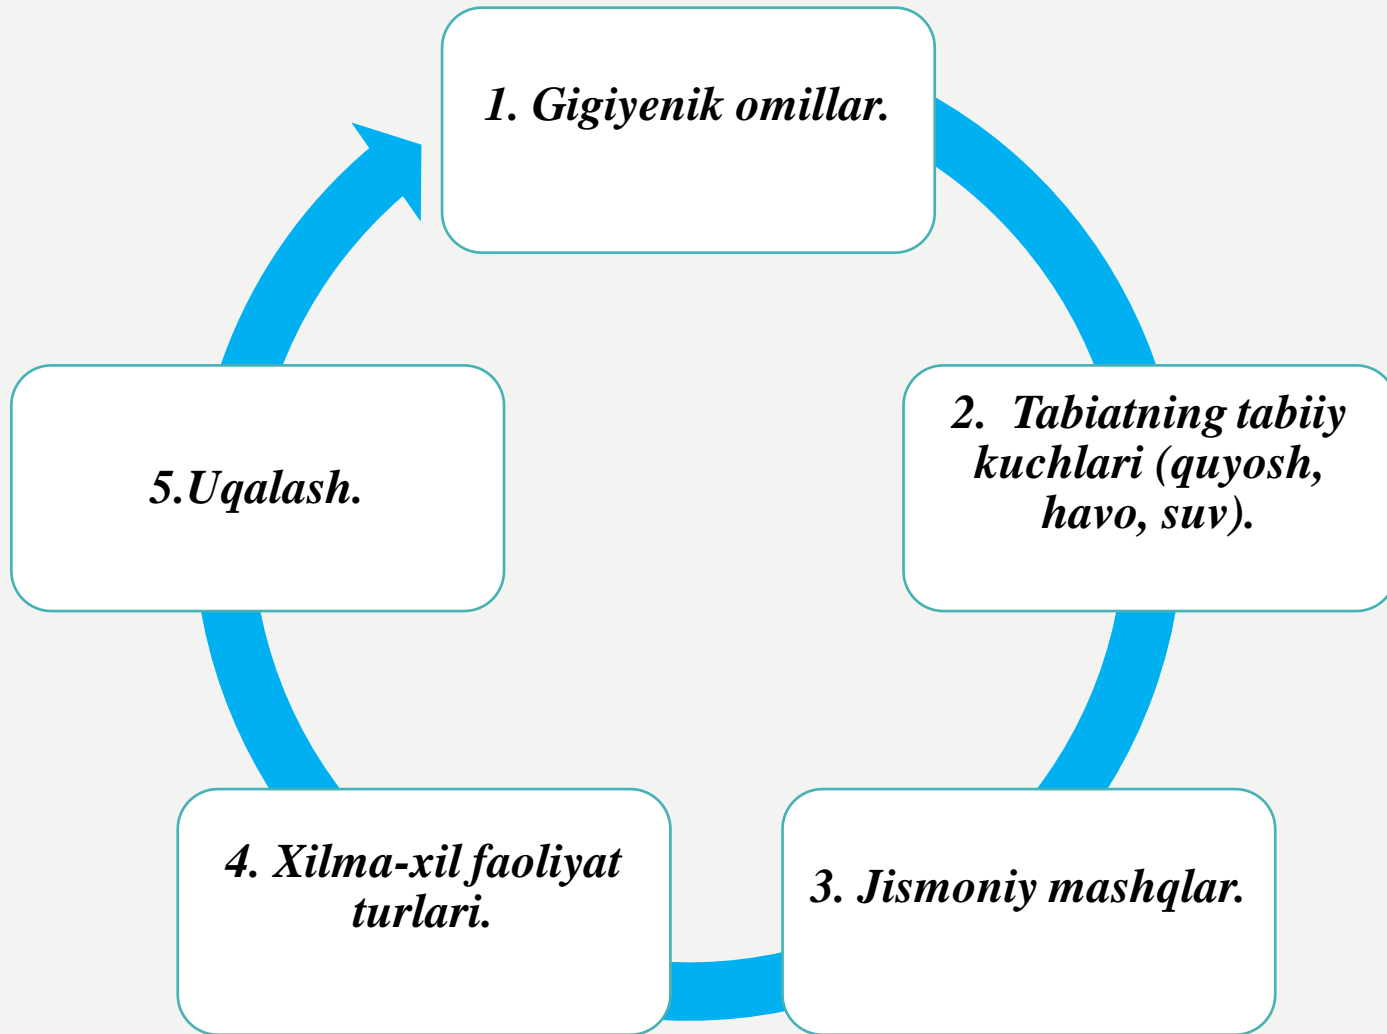 1. Gigiyenik omillar.
2. Tabiatning tabiiy
kuchlari (quyosh,
havo, suv).
3. Jismoniy mashqlar.
4. Xilma-xil faoliyat
turlari.
5.Uqalash.